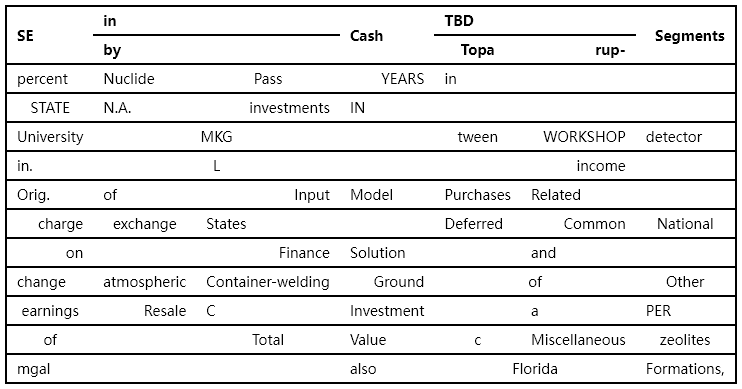 SE in Cash TBD Segments
by Topa rup-
percent Nuclide Pass YEARS in
STATE N.A. investments IN
University MKG tween WORKSHOP detector
in. L income
Orig. of Input Model Purchases Related
charge exchange States Deferred Common National
on Finance Solution and
change atmospheric Container-welding Ground of Other
earnings Resale C Investment a PER
of Total Value c Miscellaneous zeolites
mgal also Florida Formations,